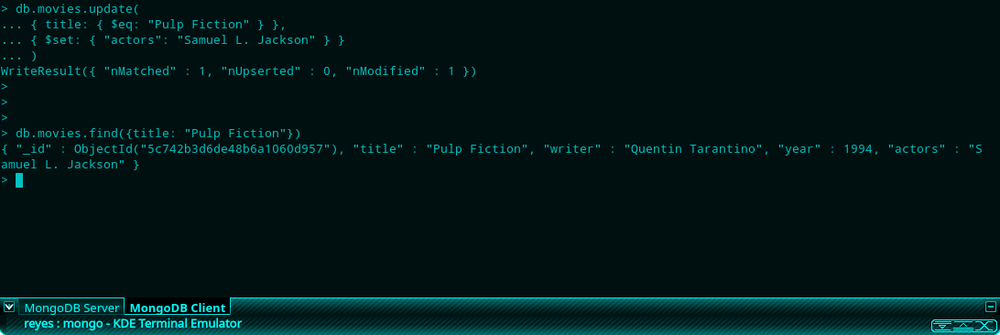 > db.movies.update(
... { title: { $eq: "Pulp Fiction" } },
... { $set: { "actors": "Samuel L. Jackson" } }
... )
WriteResult({ "nMatched" : 1, "nUpserted" : 0, "nModified" : 1 })
>
>
>
> db.movies.find({title: "Pulp Fiction"})
{ "_id" : ObjectId("5c742b3d6de48b6a1060d957"), "title" : "Pulp Fiction", "writer" : "Quentin Tarantino", "year" : 1994, "actors" : "S
amuel L. Jackson" }
>
MongoDB Server MongoDB Client
reyes : mongo - KDE Terminal Emulator